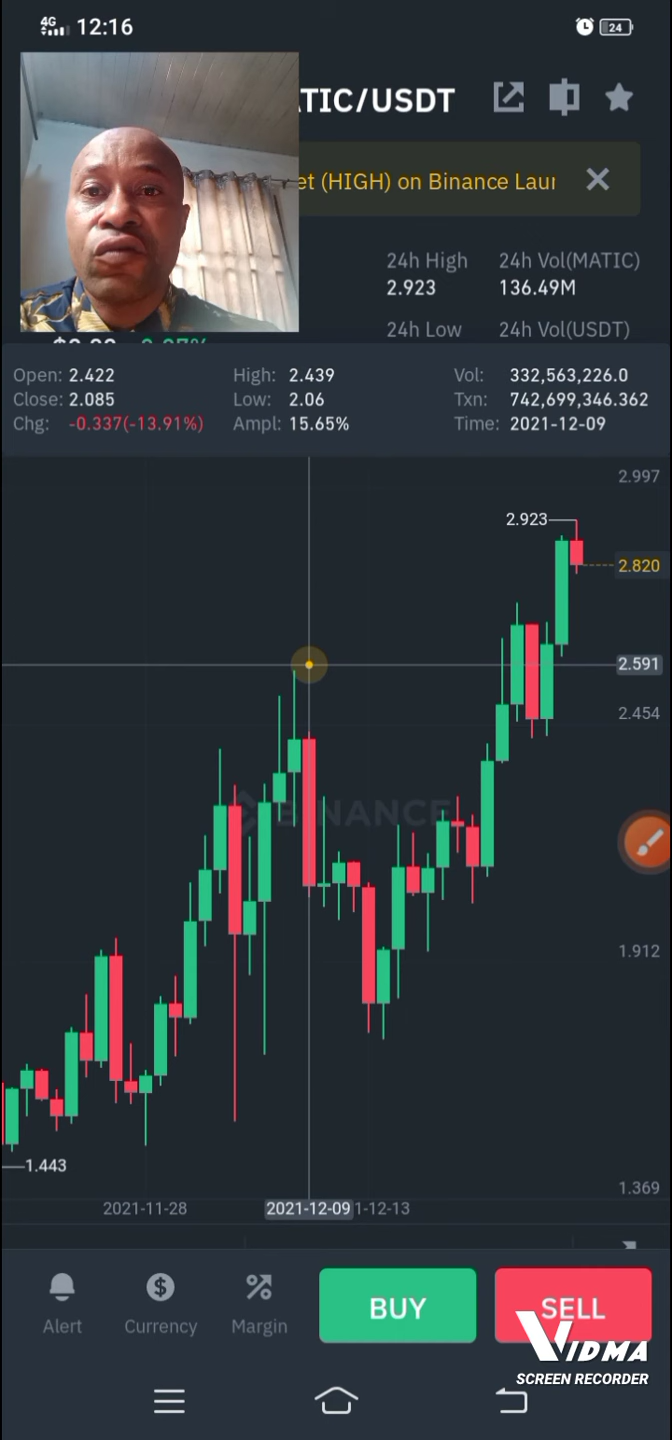 4G 12:16 24
TIC/USDT
et (HIGH) on Binance Laun
24h High 24h Vol(MATIC)
2.923 136.49M
24h Low 24h Vol(USDT)
Open: 2.422 High: 2.439 Vol: 332,563,226.0
Close: 2.085 Low: 2.06 Txn: 742,699,346.362
Chg: -0.337(-13.91%) Ampl: 15.65% Time: 2021-12-09
2.997
2.923
2.820
2.591
2.454
BINANCE
1.912
1.443
1.369
2021-11-28 2021-12-09 1-12-13
Alert Currency Margin BUY SELL
VIDMA
SCREEN RECORDER